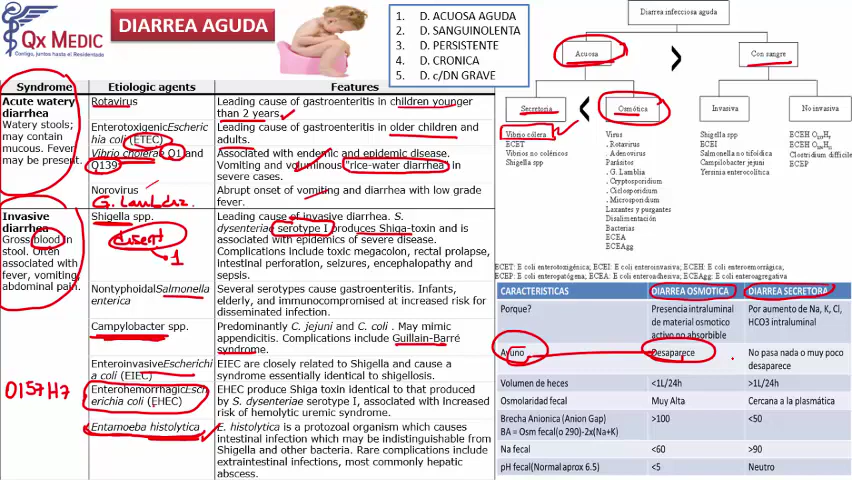 Qx MEDIC
Contigo, juntos hasta el Residentado
DIARREA AGUDA
1. D. ACUOSA AGUDA
2. D. SANGUINOLENTA
3. D. PERSISTENTE
4. D. CRONICA
5. D. c/DN GRAVE
Syndrome
Etiologic agents
Features
Acute watery
diarrhea
Watery stools;
may contain
mucous. Fever
may be present.
Rotavirus
Leading cause of gastroenteritis in children younger
than 2 years.
Enterotoxigenic Escheric
hia coli (ETEC)
Leading cause of gastroenteritis in older children and
adults.
Vibrio cholerae O1 and
O139
Associated with endemic and epidemic disease.
Vomiting and voluminous "rice-water diarrhea" in
severe cases.
Norovirus
Abrupt onset of vomiting and diarrhea with low grade
fever.
G. Lamblia
Invasive
diarrhea
Gross blood in
stool. Often
associated with
fever, vomiting,
abdominal pain.
Shigella spp.
1
Leading cause of invasive diarrhea. S.
dysenteriae serotype I produces Shiga-toxin and is
associated with epidemics of severe disease.
Complications include toxic megacolon, rectal prolapse,
intestinal perforation, seizures, encephalopathy and
sepsis.
Nontyphoidal Salmonella
enterica
Several serotypes cause gastroenteritis. Infants,
elderly, and immunocompromised at increased risk for
disseminated infection.
Campylobacter spp.
Predominantly C. jejuni and C. coli. May mimic
appendicitis. Complications include Guillain-Barré
syndrome.
Enteroinvasive Escherichi
a coli (EIEC)
EIEC are closely related to Shigella and cause a
syndrome essentially identical to shigellosis.
O157H7
Enterohemorrhagic Esch
erichia coli (EHEC)
EHEC produce Shiga toxin identical to that produced
by S. dysenteriae serotype I, associated with increased
risk of hemolytic uremic syndrome.
Entamoeba histolytica
E. histolytica is a protozoal organism which causes
intestinal infection which may be indistinguishable from
Shigella and other bacteria. Rare complications include
extraintestinal infections, most commonly hepatic
abscess.
Diarrea infecciosa aguda
Acuosa
Con sangre
Secretoria
Osmótica
Invasiva
No invasiva
Vibrio cólera
ECET
Vibrios no coléricos
Shigella spp
Virus
. Rotavirus
. Adenovirus
Parásitos
. G. Lamblia
. Cryptosporidium
. Ciclosporidium
. Microsporidium
Laxantes y purgantes
Disalimentación
Bacterias
ECEA
ECEAgg
Shigella spp
ECEI
Salmonella no tifoídica
Campilobacter jejuni
Yersinia enterocolítica
Clostridium difficile
ECEP
ECET: E coli enterotoxigénica; ECEI: E coli enteroinvasiva; ECEH: E coli enteromorrágica;
ECEP: E coli enteropatógena; ECEA: E coli enteroadhesiva; ECEAgg: E coli enteroagregativa
CARACTERISTICAS
DIARREA OSMOTICA
DIARREA SECRETORA
Porque?
Presencia intraluminal
de material osmotico
activo no absorbible
Por aumento de Na, K, Cl,
HCO3 intraluminal
Ayuno
Desaparece
No pasa nada o muy poco
desaparece
Volumen de heces
<1L/24h
>1L/24h
Osmolaridad fecal
Muy Alta
Cercana a la plasmática
Brecha Anionica (Anion Gap)
BA = Osm fecal(o 290)-2x(Na+K)
>100
<50
Na fecal
<60
>90
pH fecal(Normal aprox 6.5)
<5
Neutro